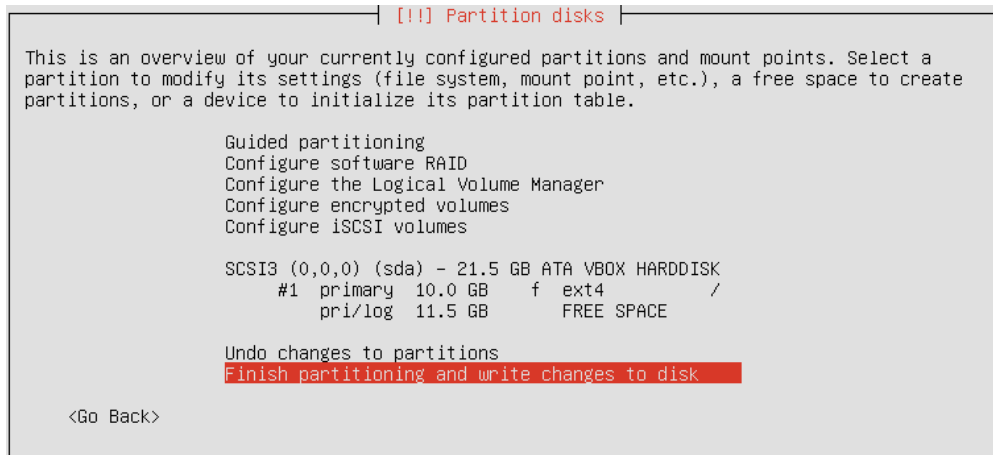 [!!] Partition disks
This is an overview of your currently configured partitions and mount points. Select a
partition to modify its settings (file system, mount point, etc.), a free space to create
partitions, or a device to initialize its partition table.
Guided partitioning
Configure software RAID
Configure the Logical Volume Manager
Configure encrypted volumes
Configure iSCSI volumes
SCSI3 (0,0,0) (sda) - 21.5 GB ATA VBOX HARDDISK
#1 primary 10.0 GB f ext4 /
pri/log 11.5 GB FREE SPACE
Undo changes to partitions
Finish partitioning and write changes to disk
<Go Back>